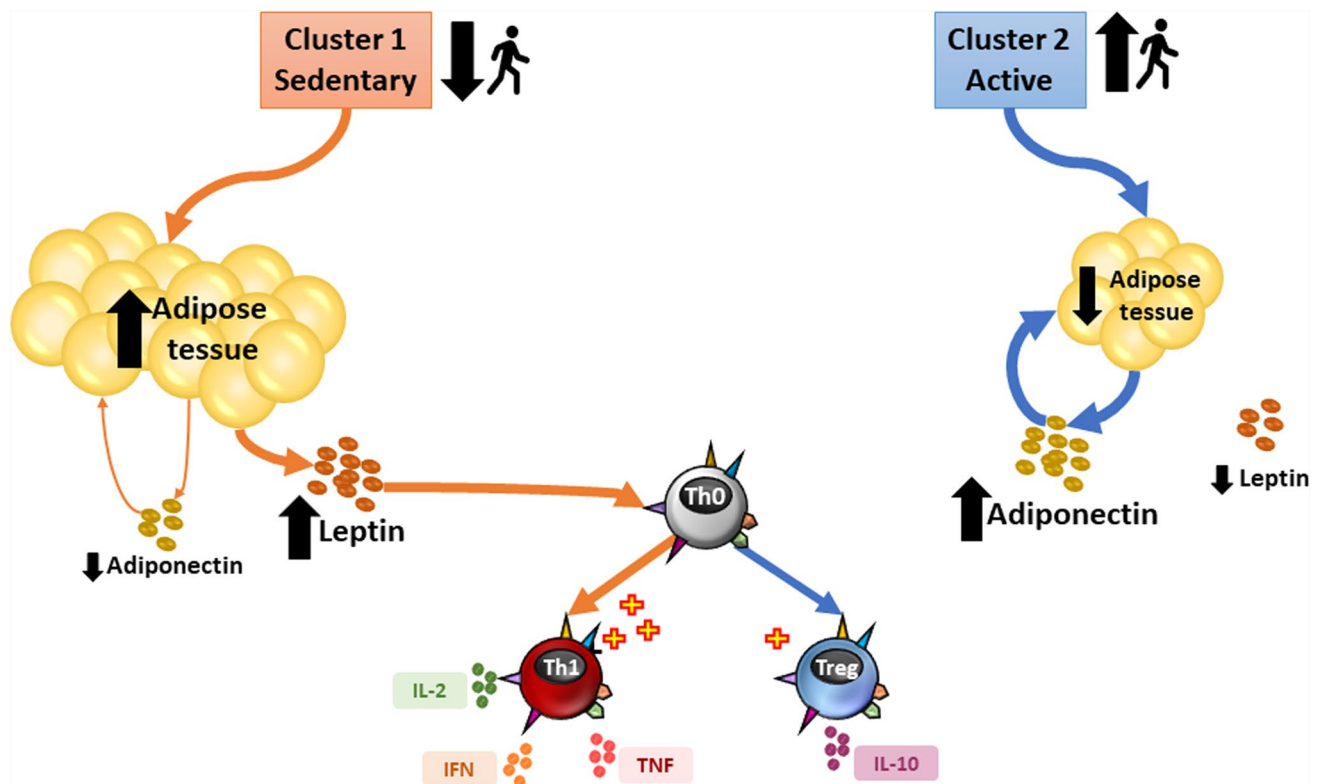 Cluster 1
Sedentary
Cluster 2
Active
Adipose
tessue
Adipose
tessue
Adiponectin
Leptin
Th0
Adiponectin
Leptin
Th1
Treg
IL-2
IFN
TNF
IL-10